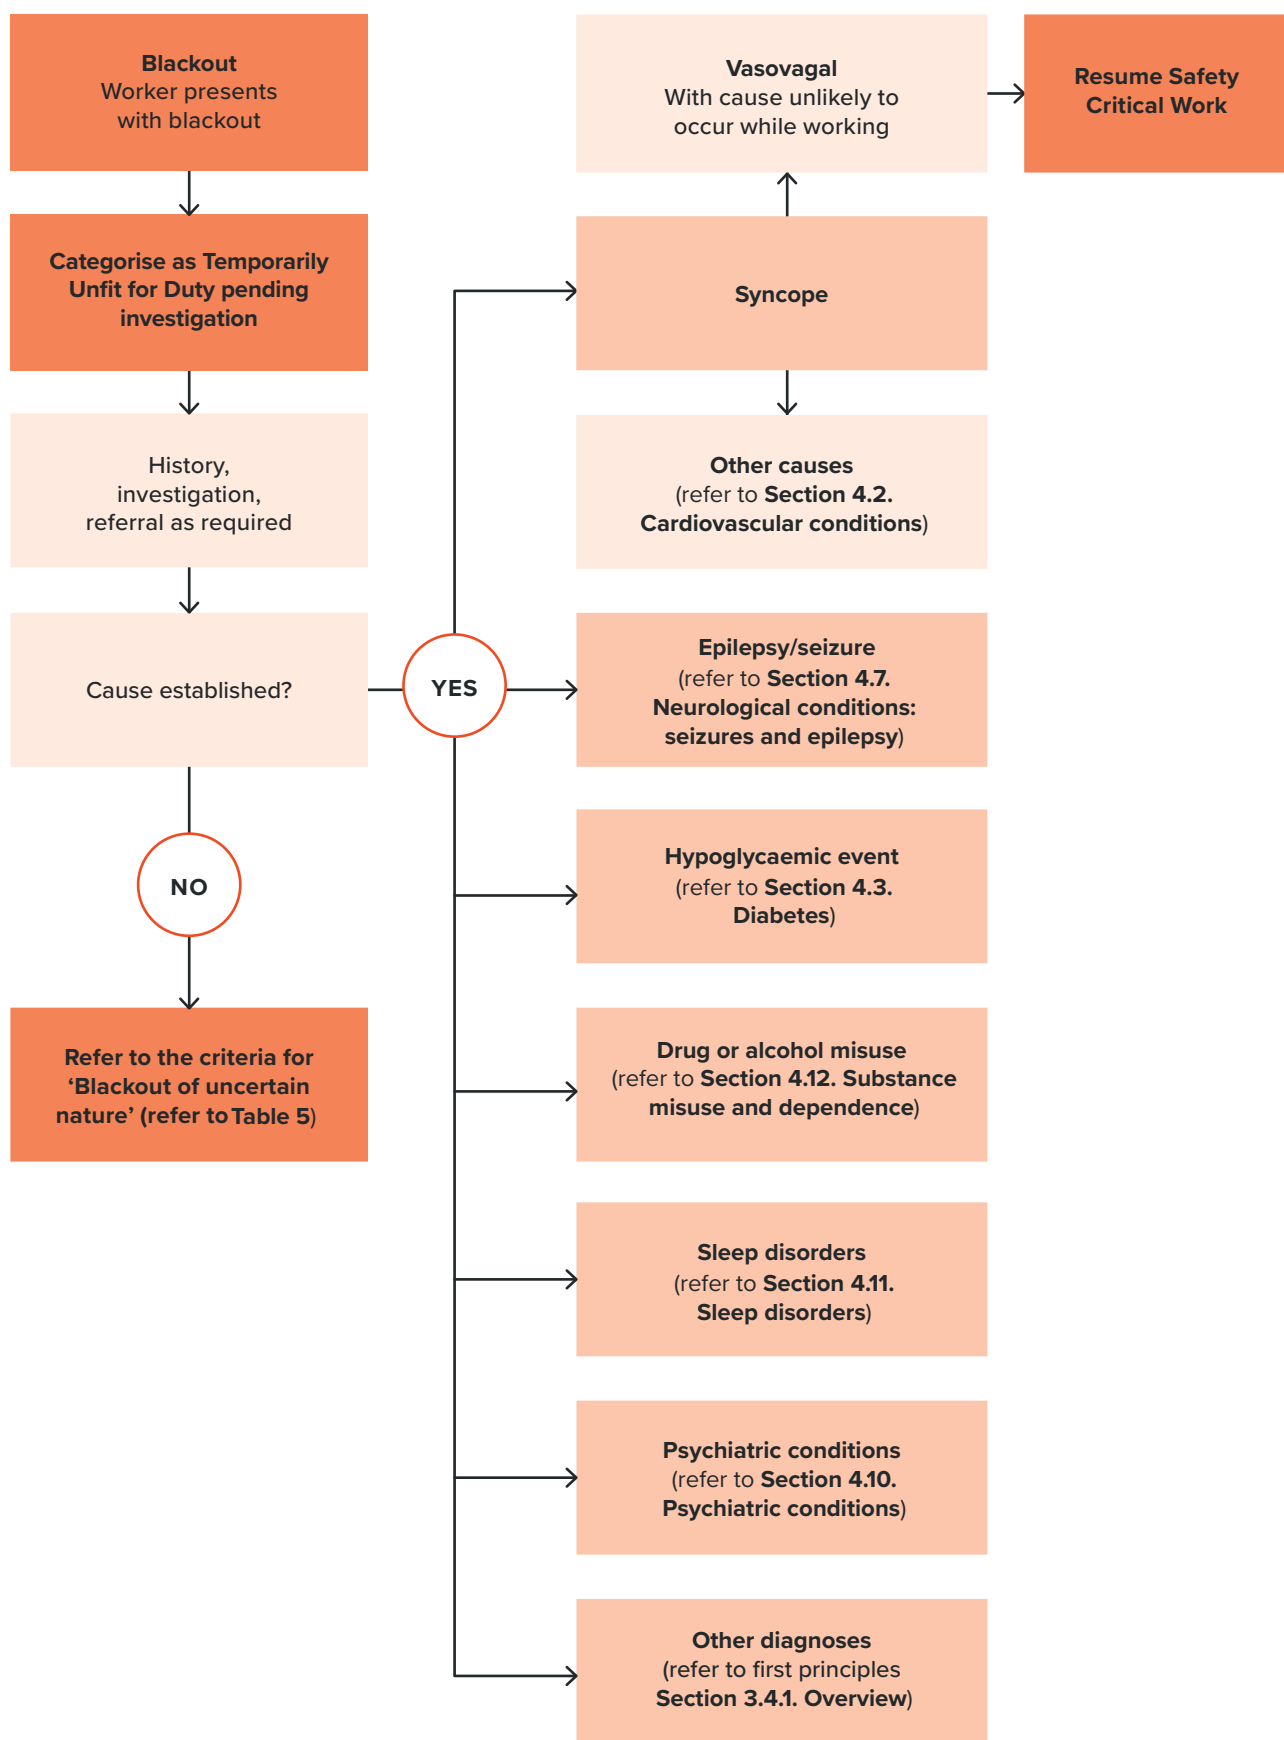 Blackout
Worker presents
with blackout
Categorise as Temporarily
Unfit for Duty pending
investigation
History,
investigation,
referral as required
Cause established?
YES
NO
Refer to the criteria for
‘Blackout of uncertain
nature’ (refer to Table 5)
Vasovagal
With cause unlikely to
occur while working
Resume Safety
Critical Work
Syncope
Other causes
(refer to Section 4.2.
Cardiovascular conditions)
Epilepsy/seizure
(refer to Section 4.7.
Neurological conditions:
seizures and epilepsy)
Hypoglycaemic event
(refer to Section 4.3.
Diabetes)
Drug or alcohol misuse
(refer to Section 4.12. Substance
misuse and dependence)
Sleep disorders
(refer to Section 4.11.
Sleep disorders)
Psychiatric conditions
(refer to Section 4.10.
Psychiatric conditions)
Other diagnoses
(refer to first principles
Section 3.4.1. Overview)